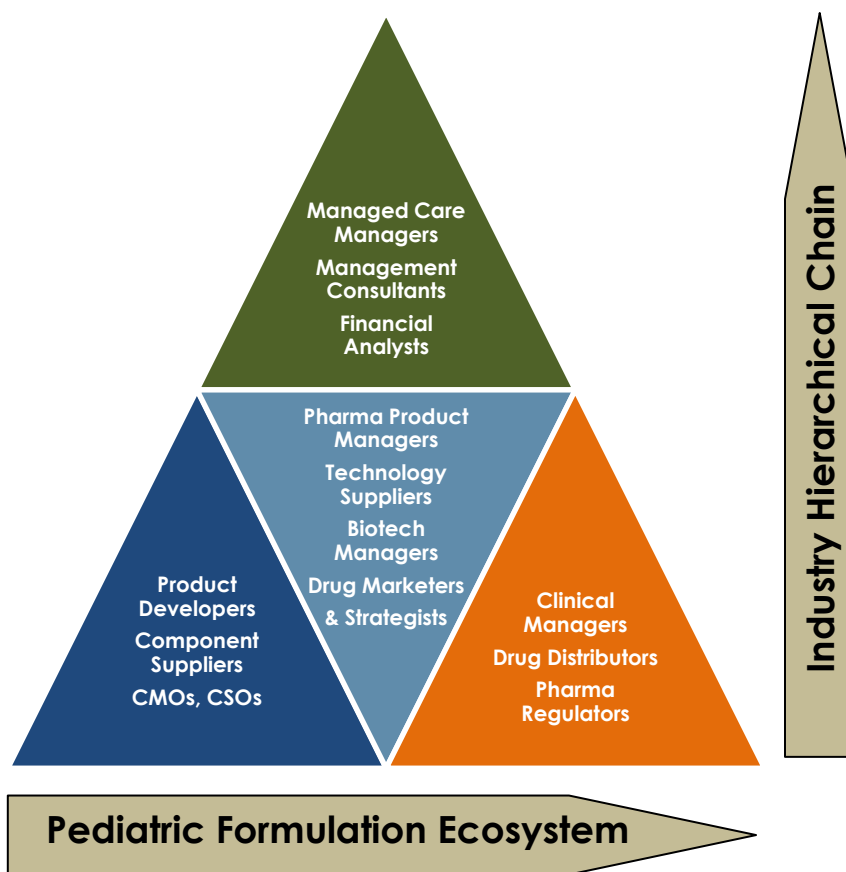 Managed Care
Managers
Management
Consultants
Financial
Analysts
Pharma Product
Managers
Technology
Suppliers
Biotech
Managers
Drug Marketers
& Strategists
Product
Developers
Component
Suppliers
CMOs, CSOs
Clinical
Managers
Drug Distributors
Pharma
Regulators
Industry Hierarchical Chain
Pediatric Formulation Ecosystem